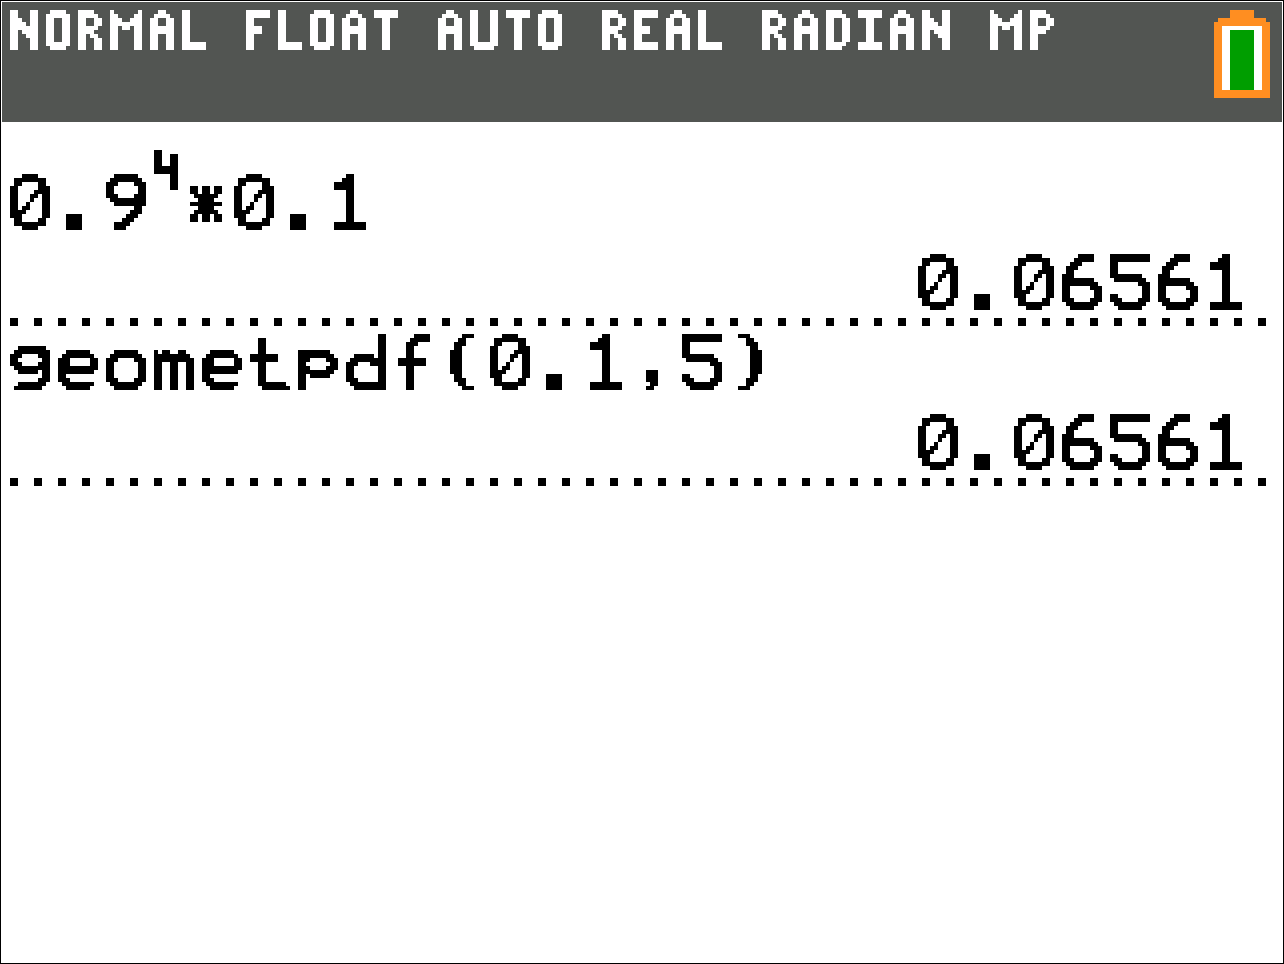 NORMAL FLOAT AUTO REAL RADIAN MP
0.9⁴*0.1
0.06561
geometpdf(0.1,5)
0.06561